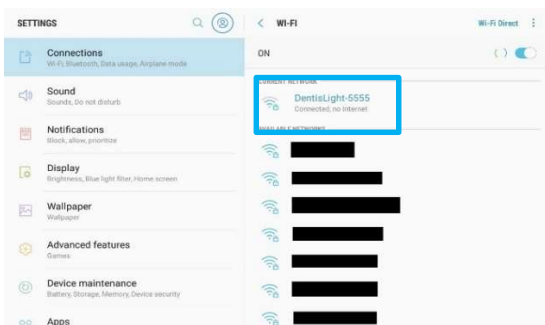 SETTINGS
Connections
Wi-Fi, Bluetooth, Data usage, Airplane mode
Sound
Sounds, Do not disturb
Notifications
Block, allow, prioritize
Display
Brightness, Blue light filter, Home screen
Wallpaper
Wallpaper
Advanced features
Games
Device maintenance
Battery, Storage, Memory, Device security
Apps
WI-FI
Wi-Fi Direct
ON
CURRENT NETWORK
DentisLight-5555
Connected, no Internet
AVAILABLE NETWORKS